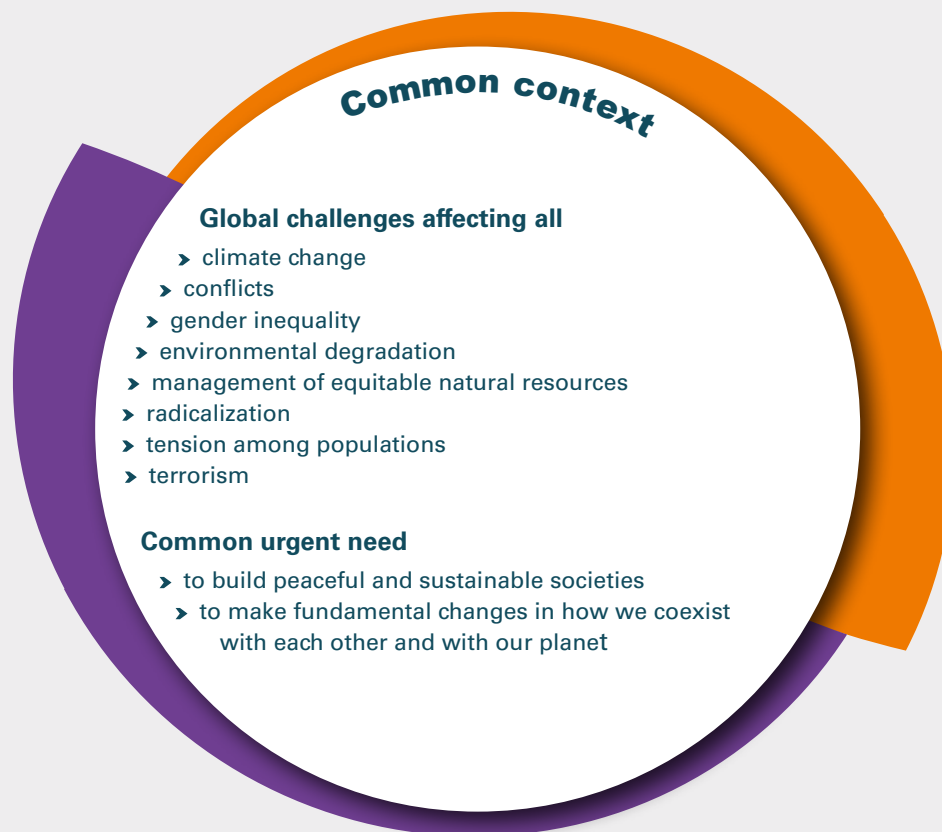 Common context
Global challenges affecting all
› climate change
› conflicts
› gender inequality
› environmental degradation
› management of equitable natural resources
› radicalization
› tension among populations
› terrorism
Common urgent need
› to build peaceful and sustainable societies
› to make fundamental changes in how we coexist
with each other and with our planet